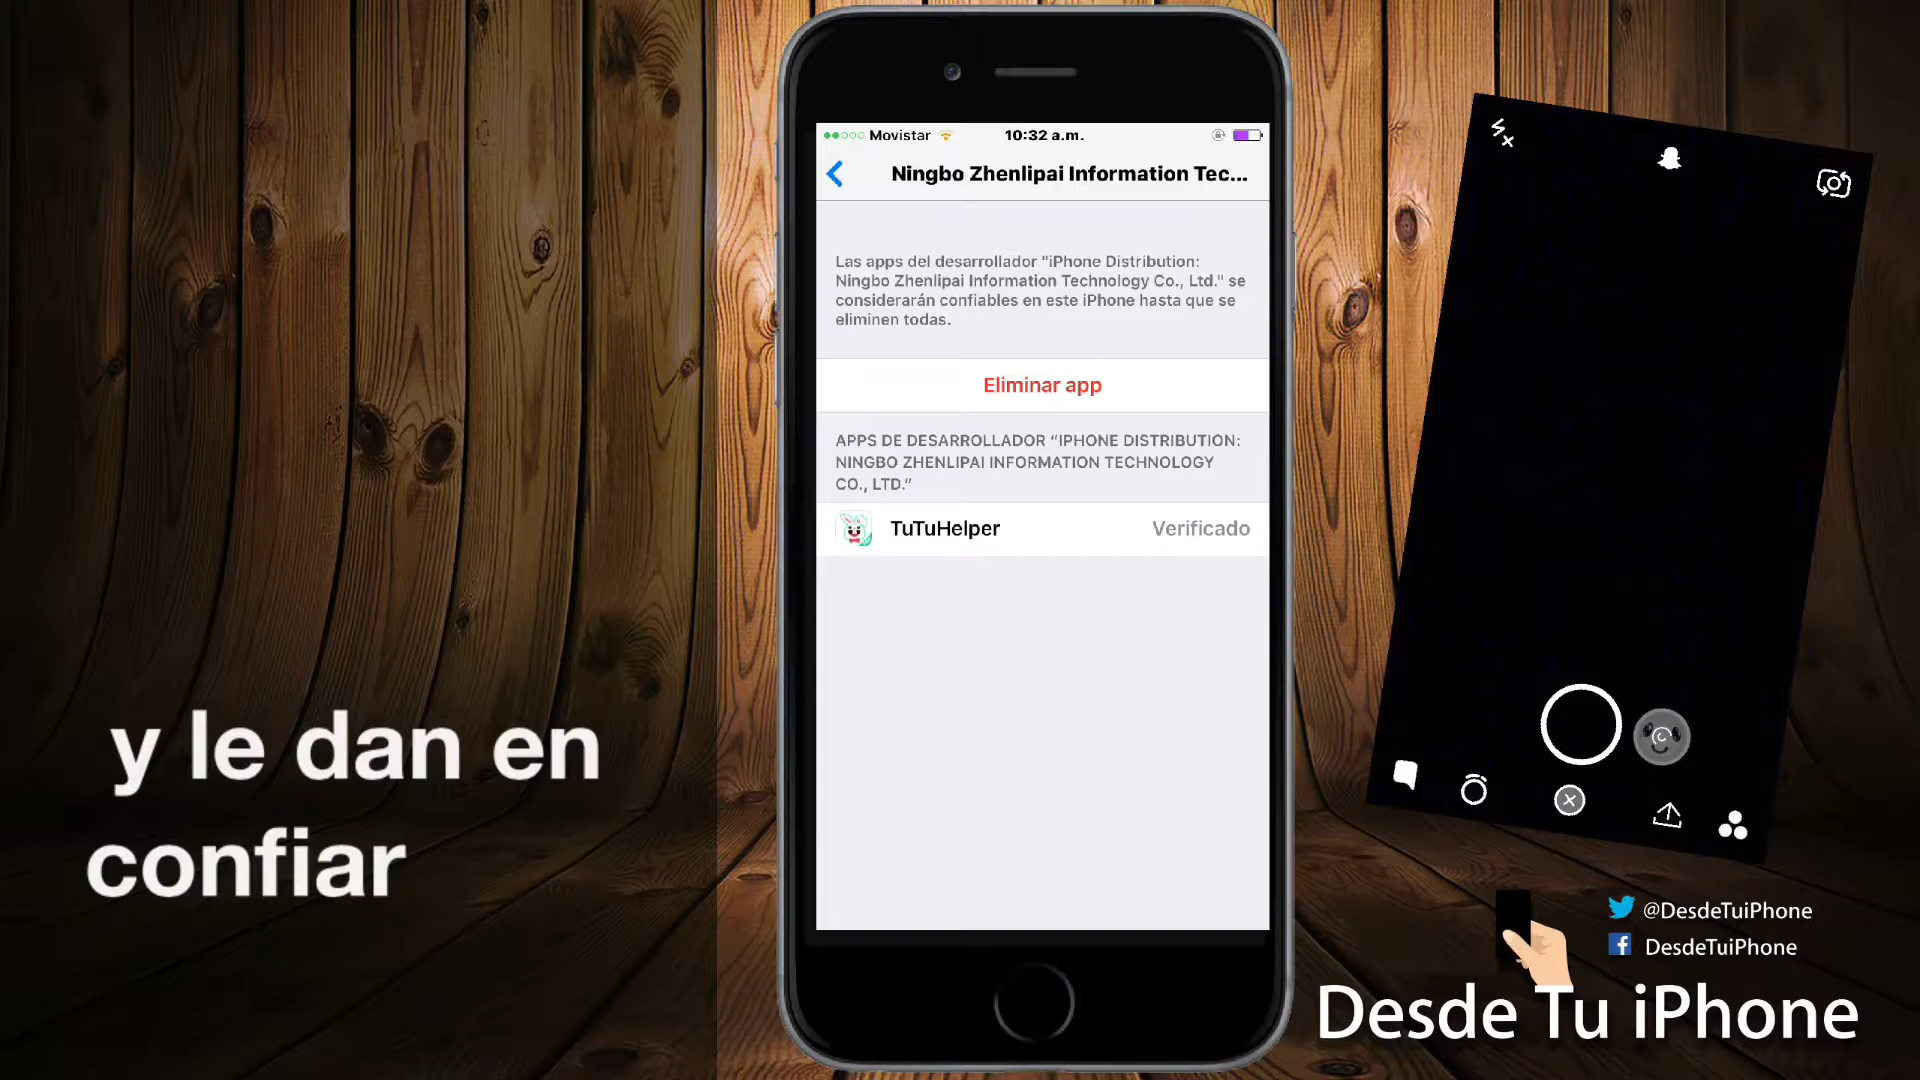 Movistar
10:32 a.m.
Ningbo Zhenlipai Information Tec...
Las apps del desarrollador "iPhone Distribution:
Ningbo Zhenlipai Information Technology Co., Ltd." se
considerarán confiables en este iPhone hasta que se
eliminen todas.
Eliminar app
APPS DE DESARROLLADOR “IPHONE DISTRIBUTION:
NINGBO ZHENLIPAI INFORMATION TECHNOLOGY
CO., LTD.”
TuTuHelper
Verificado
y le dan en
confiar
@DesdeTuiPhone
DesdeTuiPhone
Desde Tu iPhone